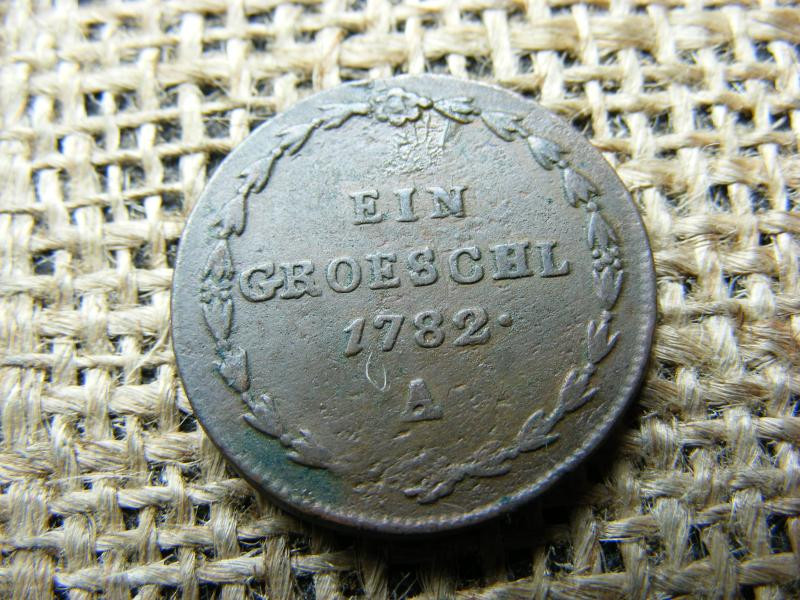 EIN
GROESCHL
1782.
A